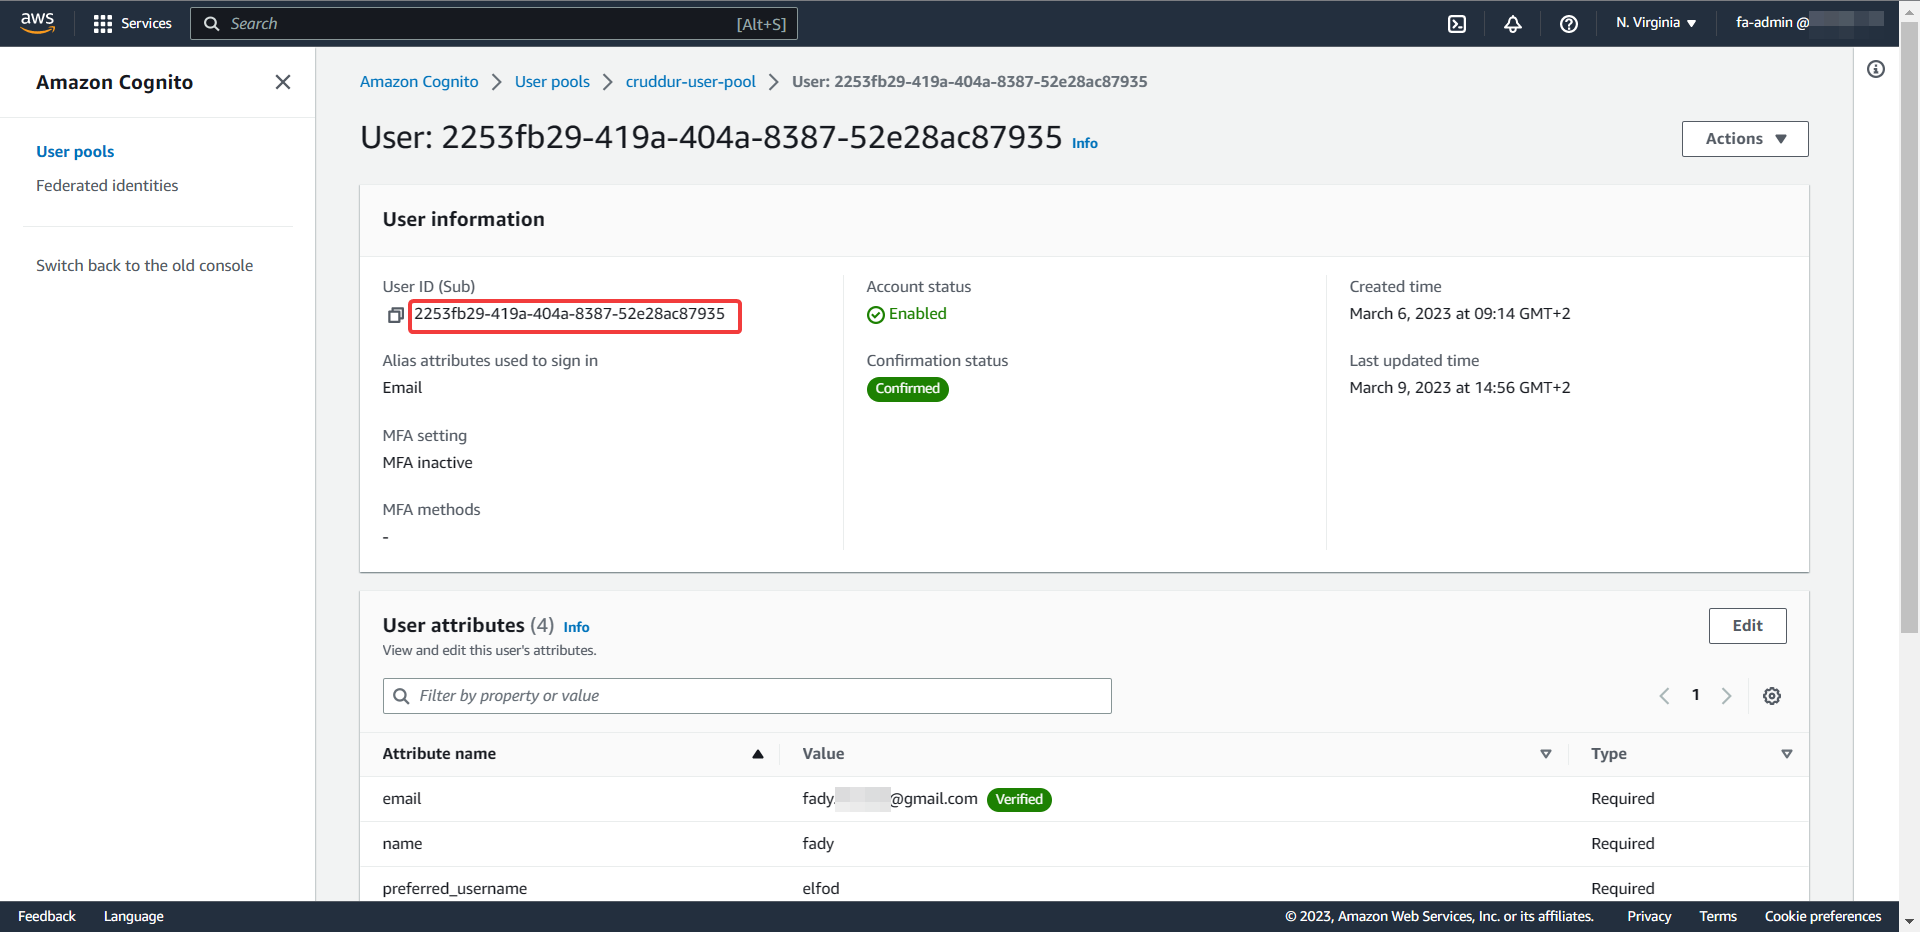 aws Services Search [Alt+S] N. Virginia fa-admin @
Amazon Cognito
User pools
Federated identities
Switch back to the old console
Amazon Cognito User pools cruddur-user-pool User: 2253fb29-419a-404a-8387-52e28ac87935
User: 2253fb29-419a-404a-8387-52e28ac87935 Info
Actions
User information
User ID (Sub)
2253fb29-419a-404a-8387-52e28ac87935
Alias attributes used to sign in
Email
MFA setting
MFA inactive
MFA methods
-
Account status
Enabled
Confirmation status
Confirmed
Created time
March 6, 2023 at 09:14 GMT+2
Last updated time
March 9, 2023 at 14:56 GMT+2
User attributes (4) Info
Edit
View and edit this user's attributes.
Filter by property or value
1
Attribute name Value Type
email fady @gmail.com Verified Required
name fady Required
preferred_username elfod Required
Feedback Language © 2023, Amazon Web Services, Inc. or its affiliates. Privacy Terms Cookie preferences